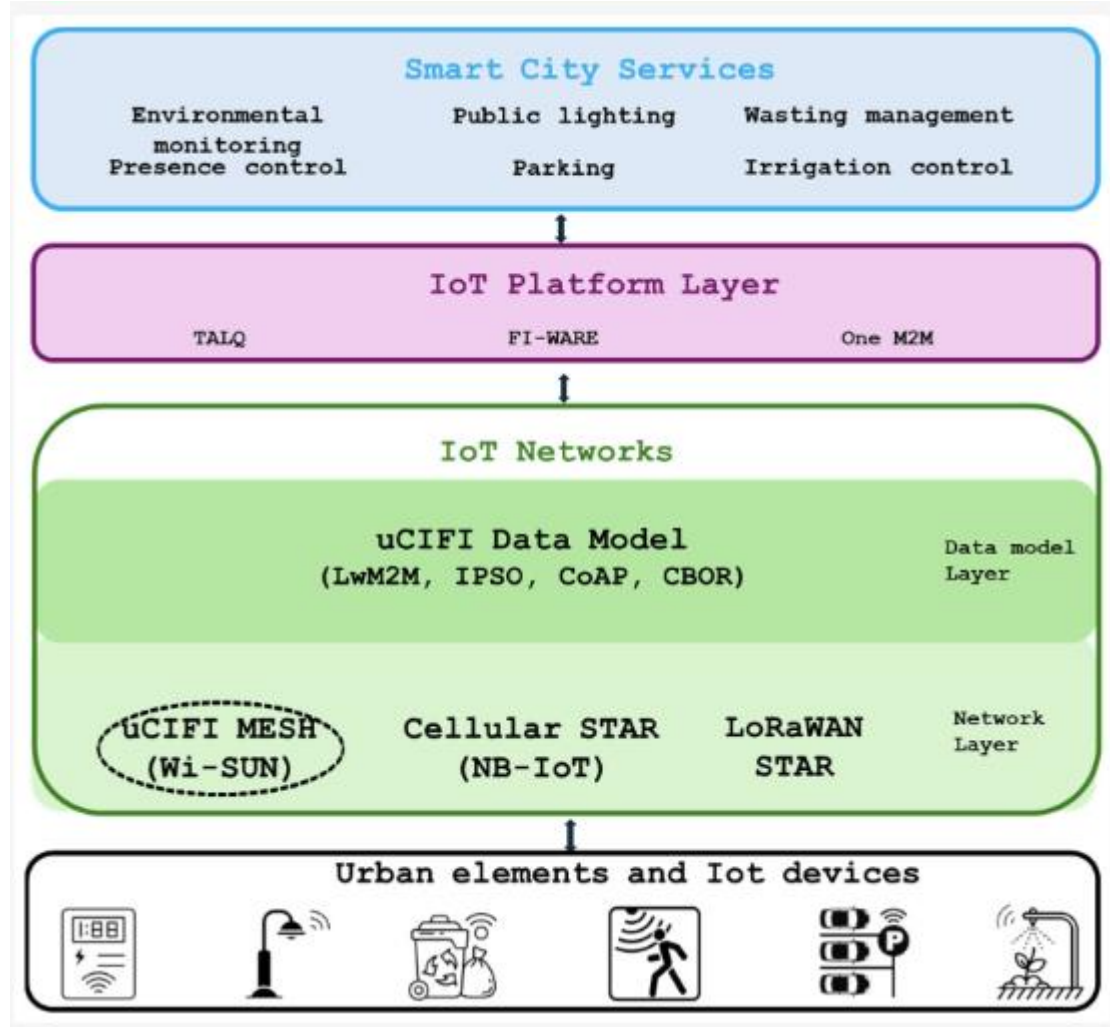 Smart City Services
Environmental monitoring
Public lighting
Wasting management
Presence control
Parking
Irrigation control
IoT Platform Layer
TALQ
FI-WARE
One M2M
IoT Networks
uCIFI Data Model
(LwM2M, IPSO, CoAP, CBOR)
Data model
Layer
uCIFI MESH
(Wi-SUN)
Cellular STAR
(NB-IoT)
LoRaWAN
STAR
Network
Layer
Urban elements and Iot devices
1:88
P